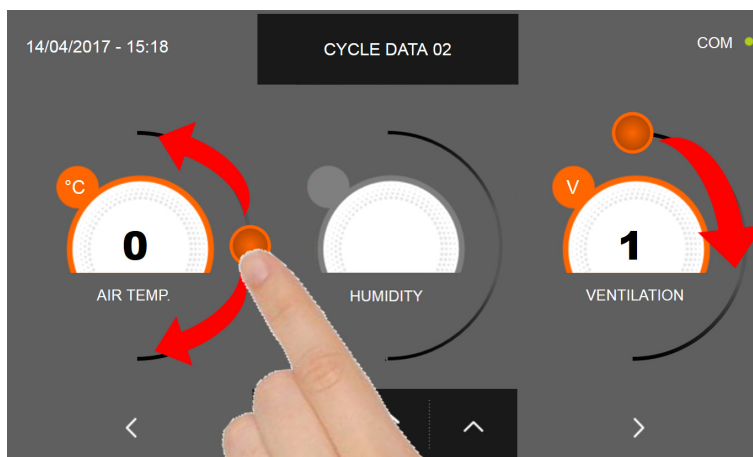 14/04/2017 - 15:18
CYCLE DATA 02
COM
°C
V
0
1
AIR TEMP.
HUMIDITY
VENTILATION